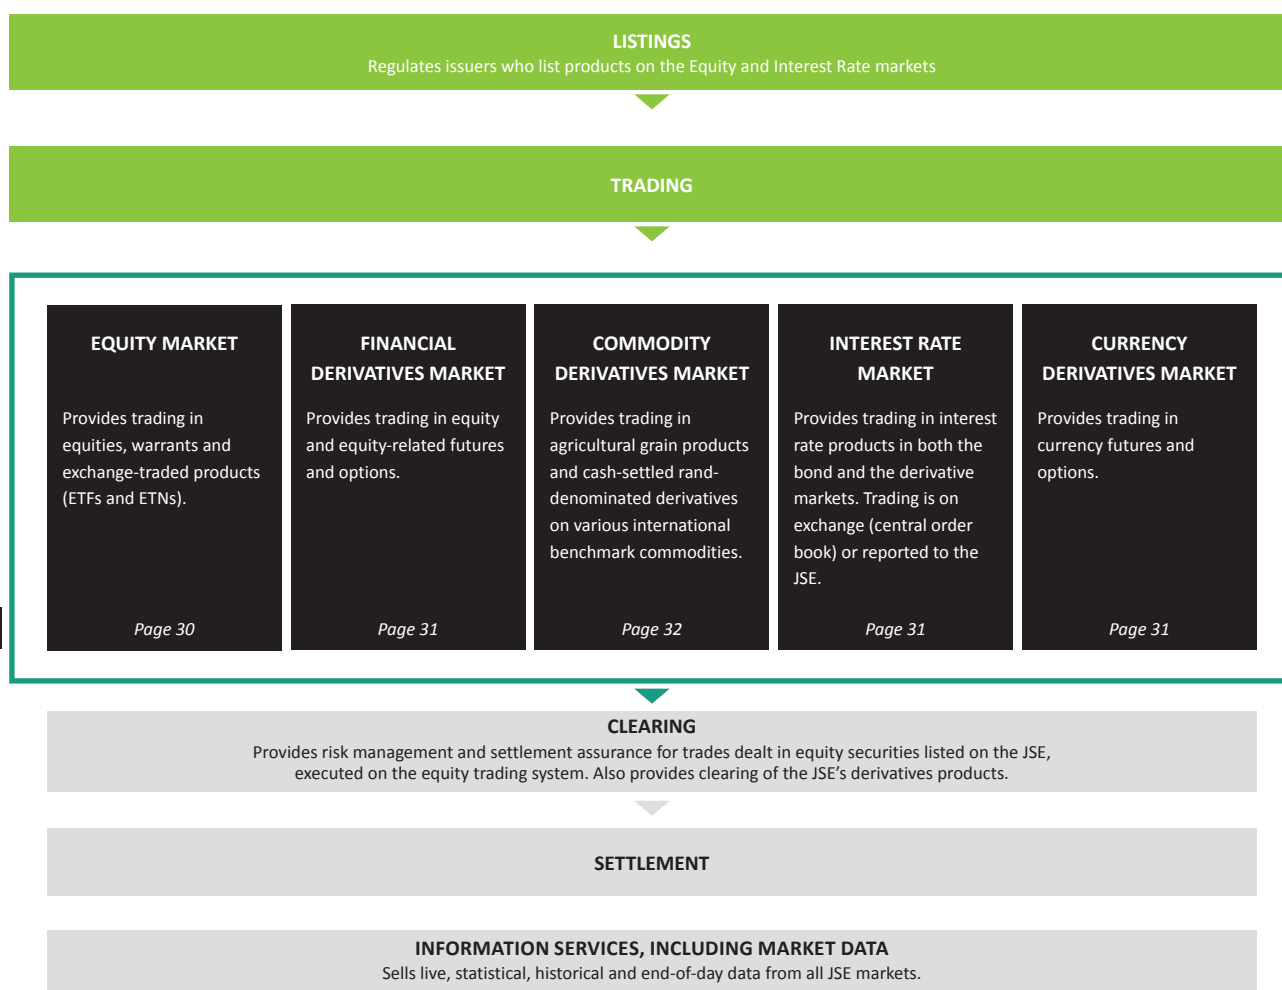 LISTINGS
Regulates issuers who list products on the Equity and Interest Rate markets
TRADING
EQUITY MARKET
Provides trading in
equities, warrants and
exchange-traded products
(ETFs and ETNs).
Page 30
FINANCIAL
DERIVATIVES MARKET
Provides trading in equity
and equity-related futures
and options.
Page 31
COMMODITY
DERIVATIVES MARKET
Provides trading in
agricultural grain products
and cash-settled rand-
denominated derivatives
on various international
benchmark commodities.
Page 32
INTEREST RATE
MARKET
Provides trading in interest
rate products in both the
bond and the derivative
markets. Trading is on
exchange (central order
book) or reported to the
JSE.
Page 31
CURRENCY
DERIVATIVES MARKET
Provides trading in
currency futures and
options.
Page 31
CLEARING
Provides risk management and settlement assurance for trades dealt in equity securities listed on the JSE,
executed on the equity trading system. Also provides clearing of the JSE’s derivatives products.
SETTLEMENT
INFORMATION SERVICES, INCLUDING MARKET DATA
Sells live, statistical, historical and end-of-day data from all JSE markets.